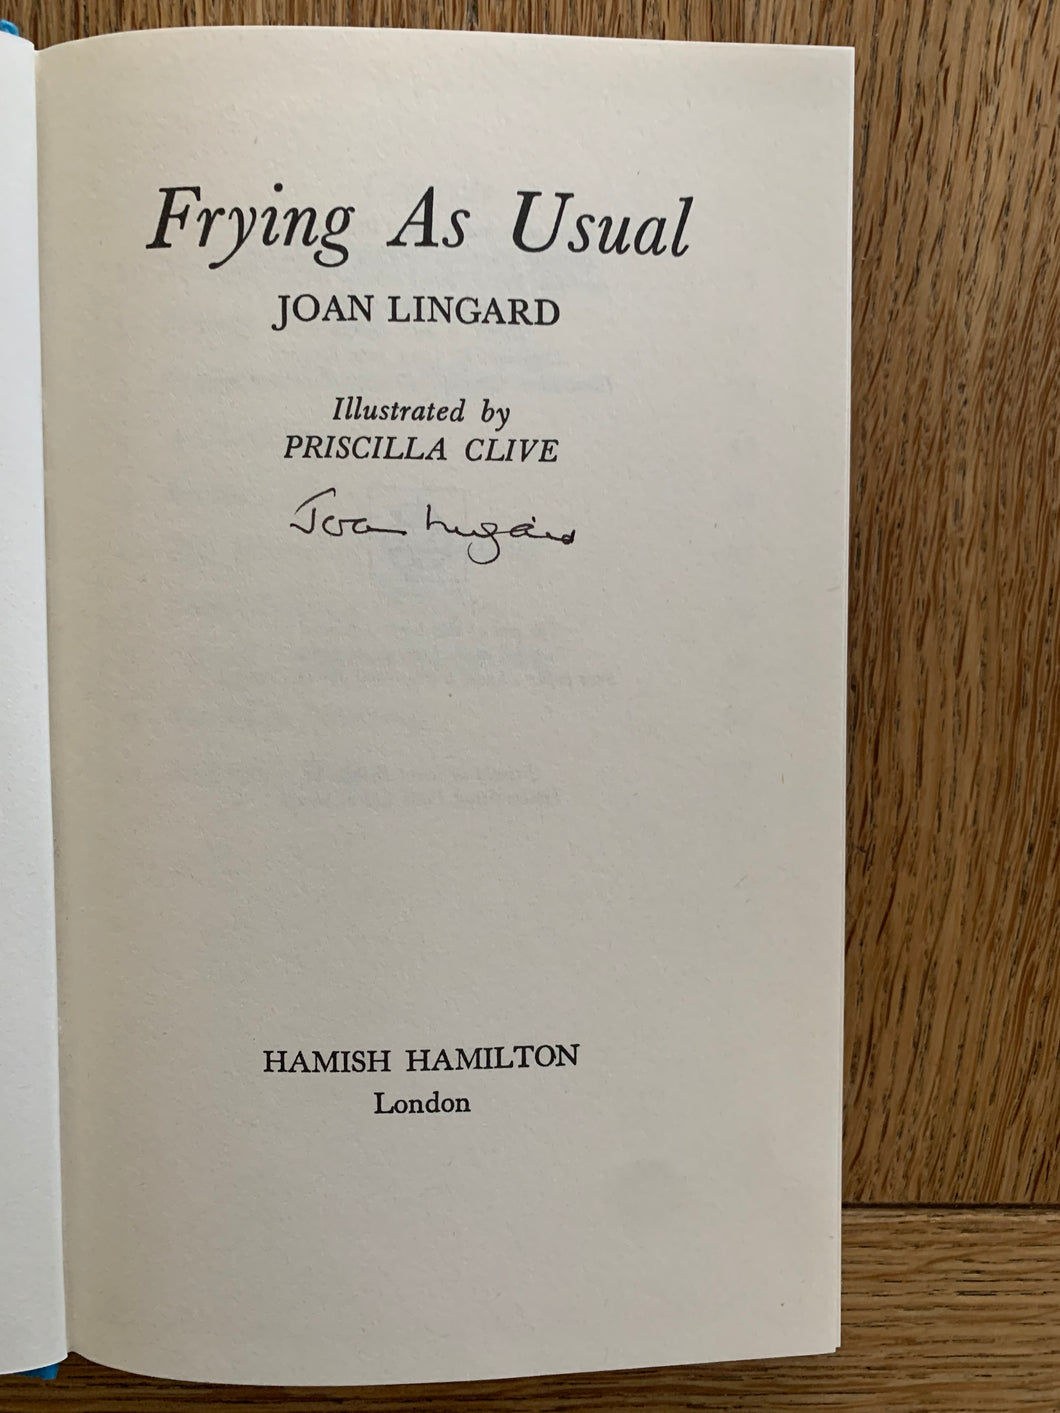 Frying As Usual
JOAN LINGARD
Illustrated by
PRISCILLA CLIVE
Joan Lingard
HAMISH HAMILTON
London